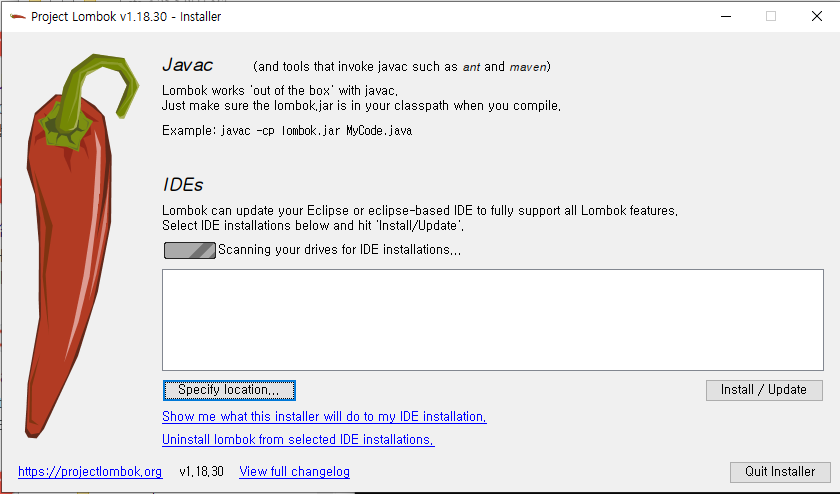 Project Lombok v1.18.30 - Installer
Javac (and tools that invoke javac such as ant and maven)
Lombok works 'out of the box' with javac.
Just make sure the lombok.jar is in your classpath when you compile.
Example: javac -cp lombok.jar MyCode.java
IDEs
Lombok can update your Eclipse or eclipse-based IDE to fully support all Lombok features.
Select IDE installations below and hit 'Install/Update'.
Scanning your drives for IDE installations...
Specify location... Install / Update
Show me what this installer will do to my IDE installation.
Uninstall lombok from selected IDE installations.
https://projectlombok.org v1.18.30 View full changelog Quit Installer